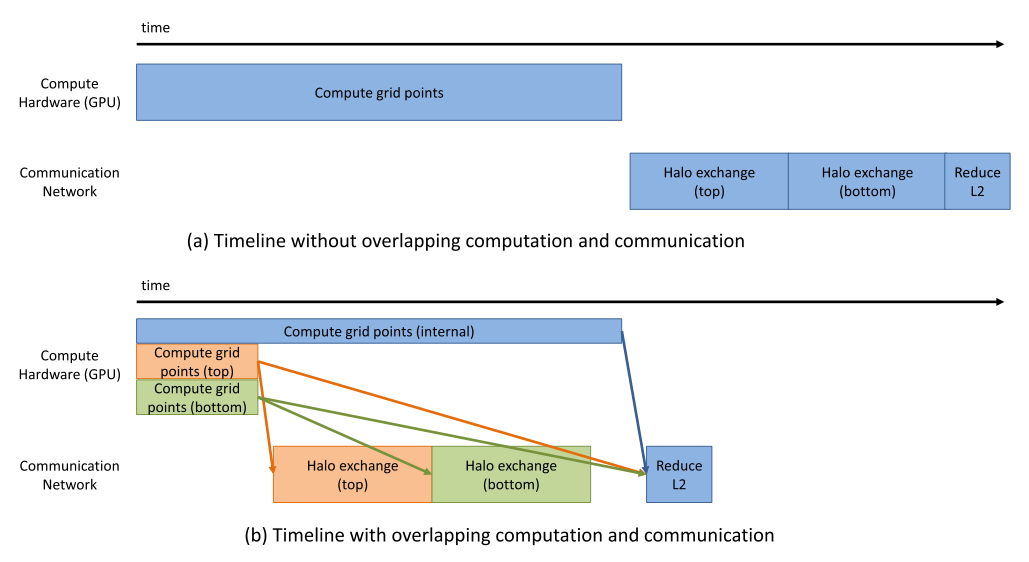 time
Compute
Hardware (GPU)
Compute grid points
Communication
Network
Halo exchange
(top)
Halo exchange
(bottom)
Reduce
L2
(a) Timeline without overlapping computation and communication
time
Compute
Hardware (GPU)
Compute grid points (internal)
Compute grid
points (top)
Compute grid
points (bottom)
Communication
Network
Halo exchange
(top)
Halo exchange
(bottom)
Reduce
L2
(b) Timeline with overlapping computation and communication